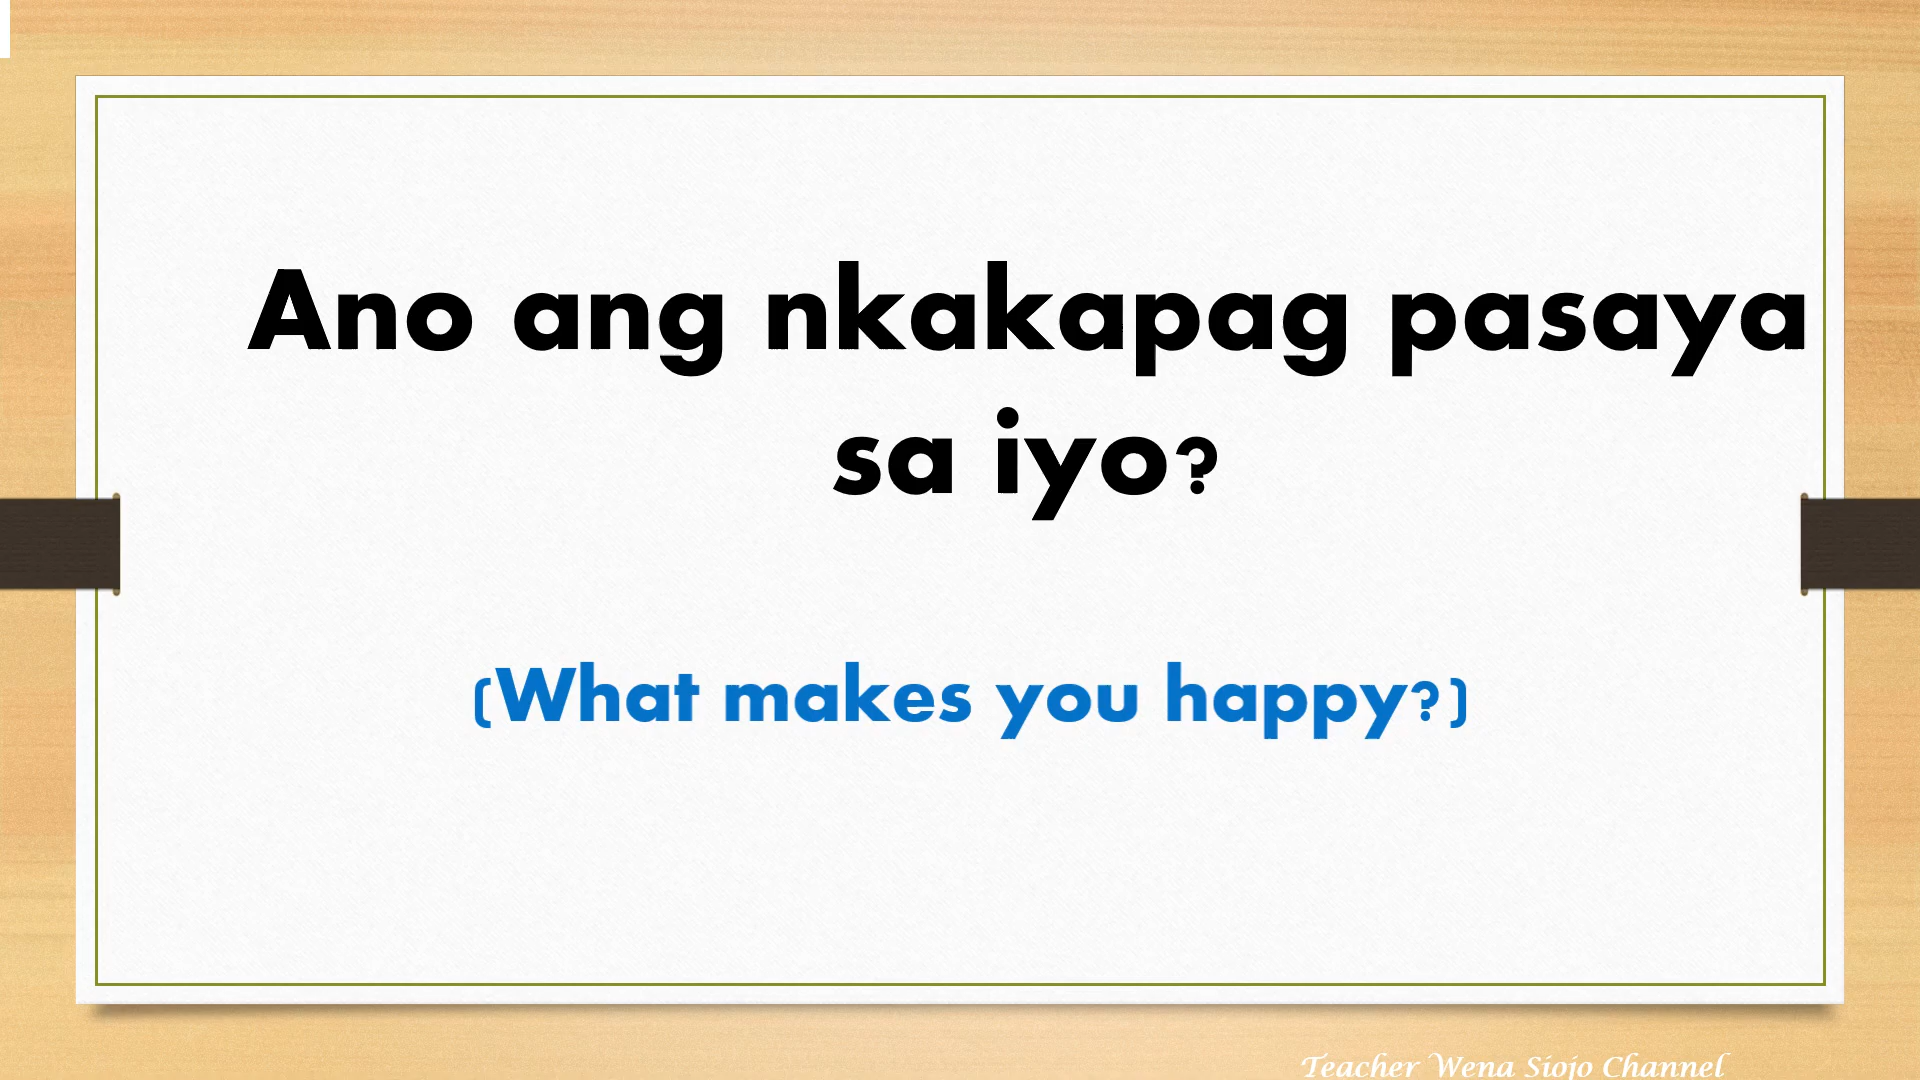 Ano ang nkakapag pasaya
sa iyo?
(What makes you happy?)
Teacher Wena Siojo Channel